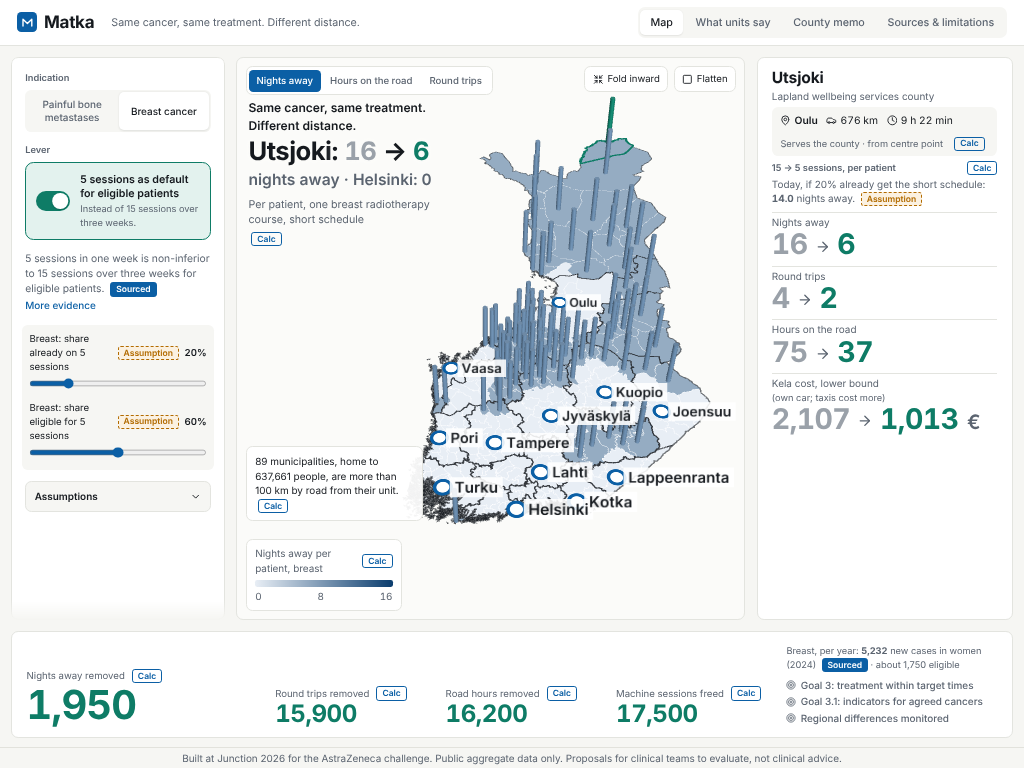 Matka
Same cancer, same treatment. Different distance.
Map
What units say
County memo
Sources & limitations
Indication
Painful bone
metastases
Breast cancer
Lever
5 sessions as default
for eligible patients
Instead of 15 sessions over
three weeks.
5 sessions in one week is non-inferior
to 15 sessions over three weeks for
eligible patients. Sourced
More evidence
Breast: share
already on 5
sessions
Assumption 20%
Breast: share
eligible for 5
sessions
Assumption 60%
Assumptions
Nights away
Hours on the road
Round trips
Fold inward
Flatten
Same cancer, same treatment.
Different distance.
Utsjoki: 16 → 6
nights away · Helsinki: 0
Per patient, one breast radiotherapy
course, short schedule
Calc
Oulu
Vaasa
Kuopio
Joensuu
Jyväskylä
Pori
Tampere
Lahti
Lappeenranta
Turku
Kotka
Helsinki
89 municipalities, home to
637,661 people, are more than
100 km by road from their unit.
Calc
Nights away per
patient, breast
Calc
0 8 16
Utsjoki
Lapland wellbeing services county
Oulu 676 km 9 h 22 min
Serves the county · from centre point Calc
15 → 5 sessions, per patient Calc
Today, if 20% already get the short schedule:
14.0 nights away. Assumption
Nights away
16 → 6
Round trips
4 → 2
Hours on the road
75 → 37
Kela cost, lower bound
(own car; taxis cost more)
2,107 → 1,013 €
Nights away removed Calc
1,950
Round trips removed Calc
15,900
Road hours removed Calc
16,200
Machine sessions freed Calc
17,500
Breast, per year: 5,232 new cases in women
(2024) Sourced · about 1,750 eligible
Goal 3: treatment within target times
Goal 3.1: indicators for agreed cancers
Regional differences monitored
Built at Junction 2026 for the AstraZeneca challenge. Public aggregate data only. Proposals for clinical teams to evaluate, not clinical advice.